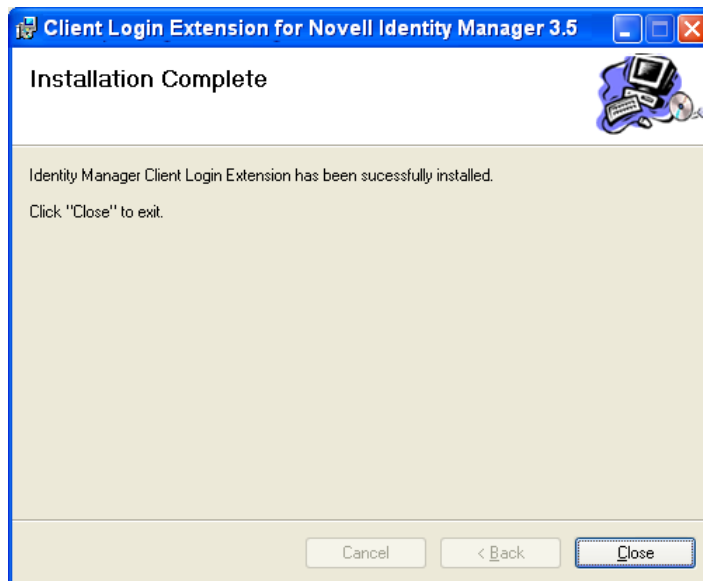 Client Login Extension for Novell Identity Manager 3.5
Installation Complete
Identity Manager Client Login Extension has been sucessfully installed.
Click "Close" to exit.
Cancel
< Back
Close